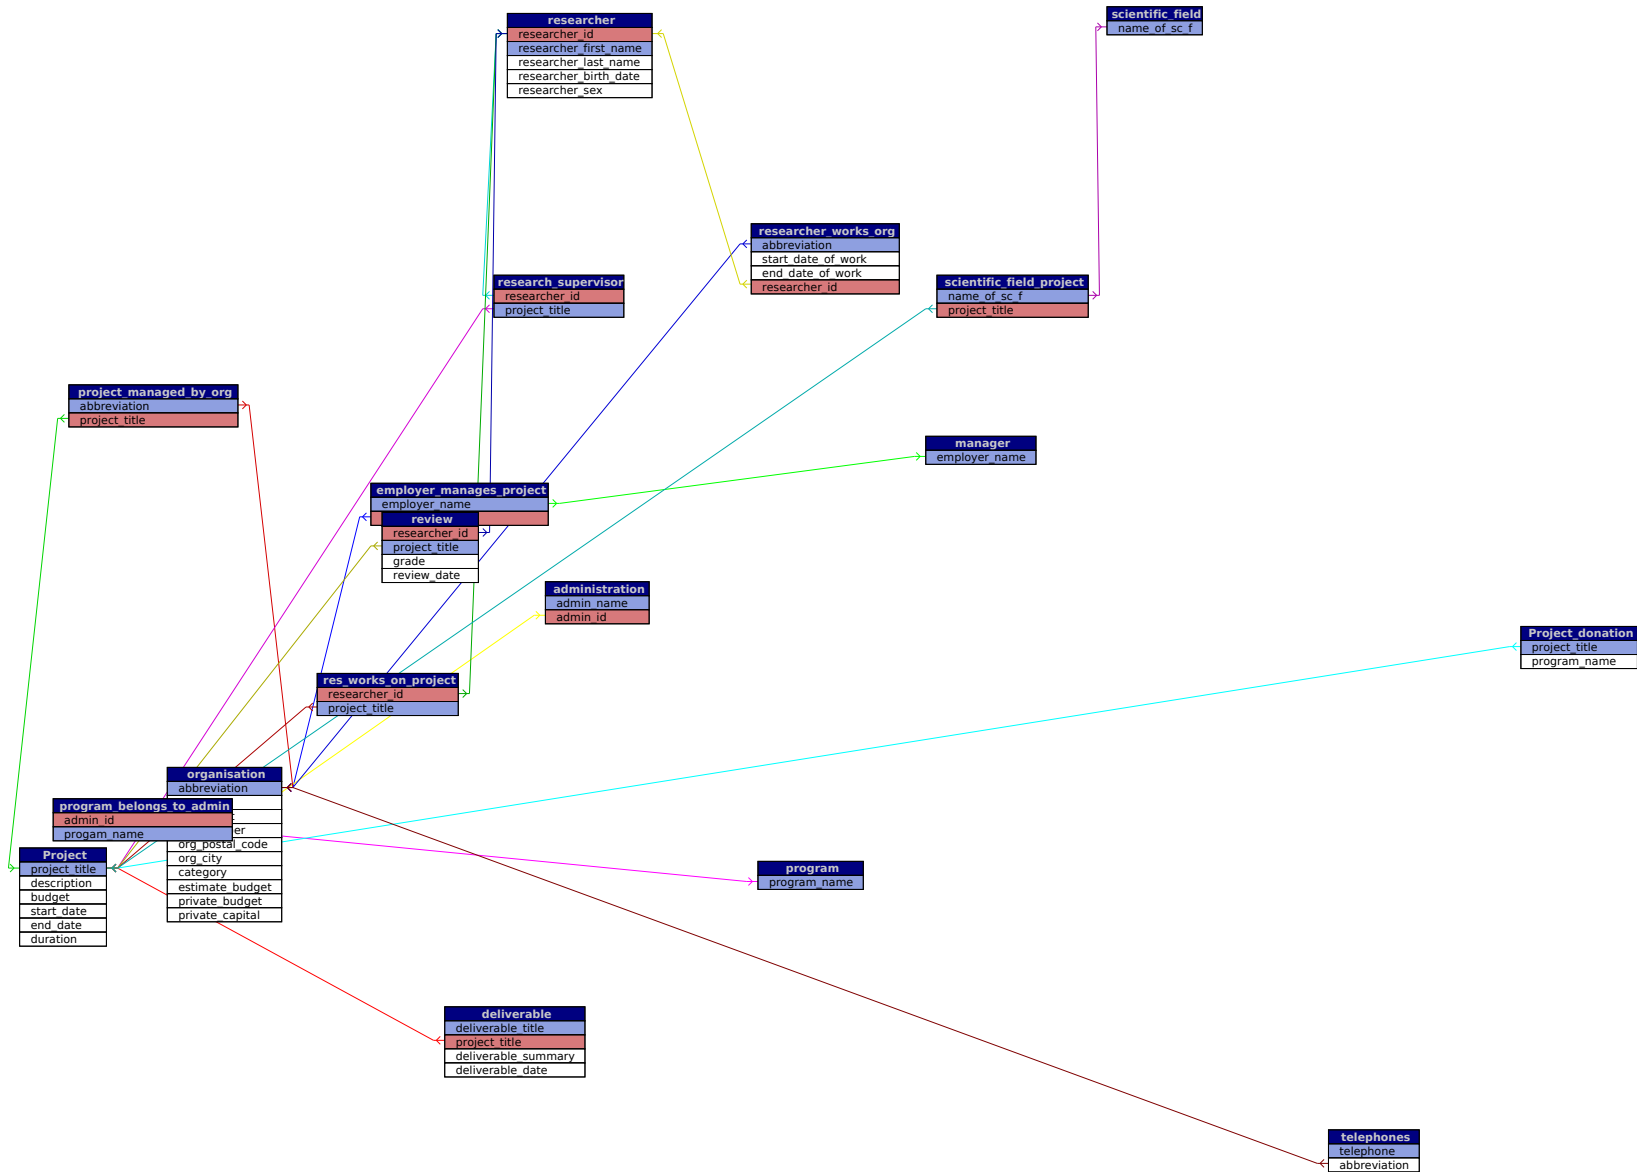 researcher
researcher_id
researcher_first_name
researcher_last_name
researcher_birth_date
researcher_sex
scientific_field
name_of_sc_f
researcher_works_org
abbreviation
start_date_of_work
end_date_of_work
researcher_id
research_supervisor
researcher_id
project_title
scientific_field_project
name_of_sc_f
project_title
project_managed_by_org
abbreviation
project_title
manager
employer_name
employer_manages_project
employer_name
review
researcher_id
project_title
grade
review_date
administration
admin_name
admin_id
Project_donation
project_title
program_name
res_works_on_project
researcher_id
project_title
organisation
abbreviation
er
org_postal_code
org_city
category
estimate_budget
private_budget
private_capital
program_belongs_to_admin
admin_id
progam_name
Project
project_title
description
budget
start_date
end_date
duration
program
program_name
deliverable
deliverable_title
project_title
deliverable_summary
deliverable_date
telephones
telephone
abbreviation